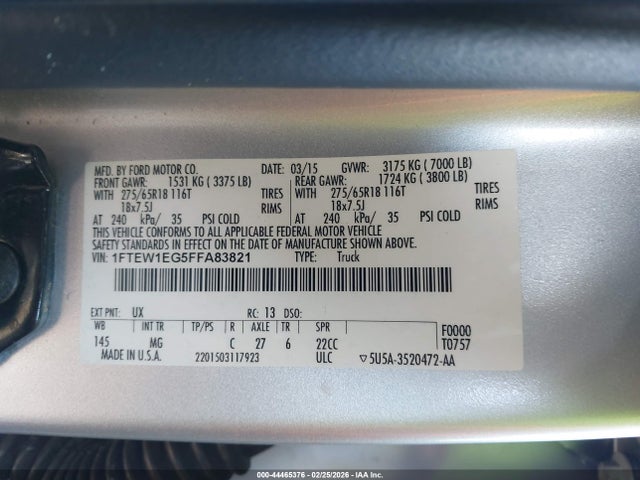 MFD. BY FORD MOTOR CO. DATE: 03/15 GVWR: 3175 KG ( 7000 LB)
FRONT GAWR: 1531 KG ( 3375 LB) REAR GAWR: 1724 KG ( 3800 LB)
WITH 275/65R18 116T TIRES WITH 275/65R18 116T TIRES
18x7.5J RIMS 18x7.5J RIMS
AT 240 kPa/ 35 PSI COLD AT 240 kPa/ 35 PSI COLD
THIS VEHICLE CONFORMS TO ALL APPLICABLE FEDERAL MOTOR VEHICLE
SAFETY STANDARDS IN EFFECT ON THE DATE OF MANUFACTURE SHOWN ABOVE.
VIN: 1FTEW1EG5FFA83821 TYPE: Truck
EXT PNT: UX RC: 13 DSO:
WB INT TR TP/PS R AXLE TR SPR F0000
145 MG C 27 6 22CC T0757
MADE IN U.S.A. 2201503117923 ULC ▽5U5A-3520472-AA
000-44465376 | 02/25/2026 | IAA, Inc.